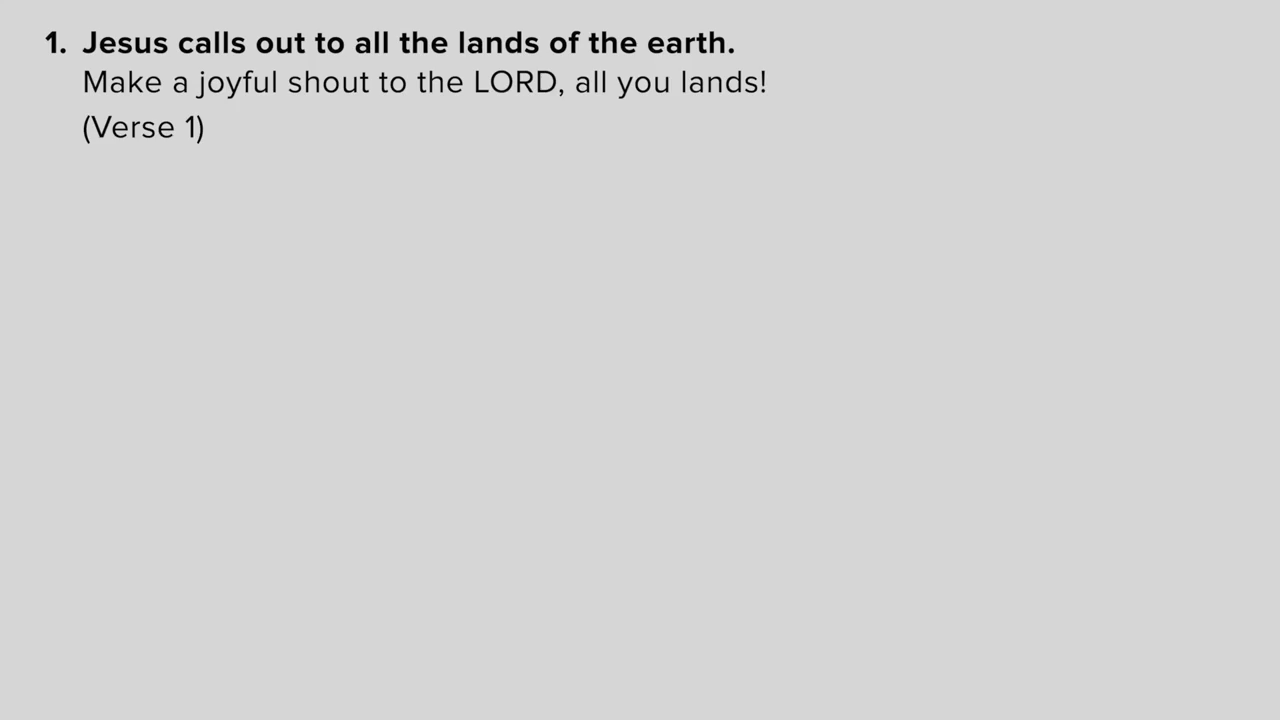 1. Jesus calls out to all the lands of the earth.
Make a joyful shout to the LORD, all you lands!
(Verse 1)